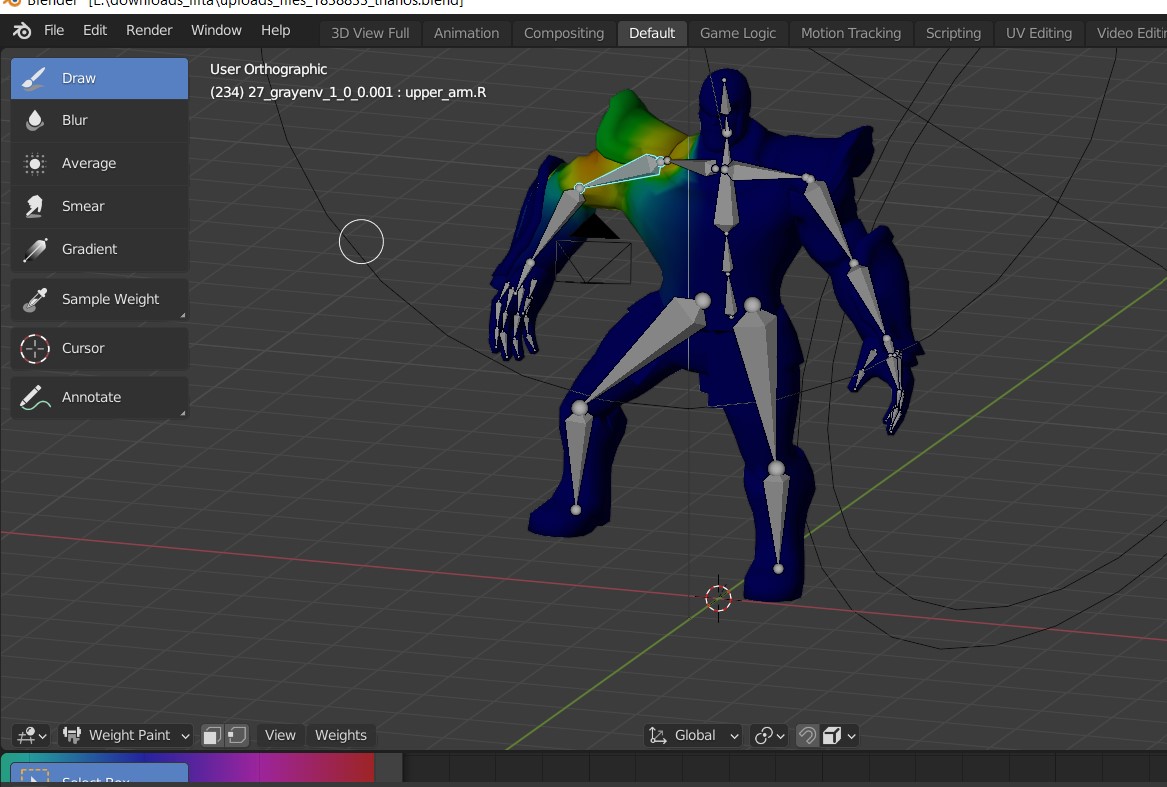 Blender [E:\downloads_lifta\uploads_files_1838833_thanos.blend]
File Edit Render Window Help 3D View Full Animation Compositing Default Game Logic Motion Tracking Scripting UV Editing Video Editi
Draw
User Orthographic
(234) 27_grayenv_1_0_0.001 : upper_arm.R
Blur
Average
Smear
Gradient
Sample Weight
Cursor
Annotate
Weight Paint View Weights Global
Select Box